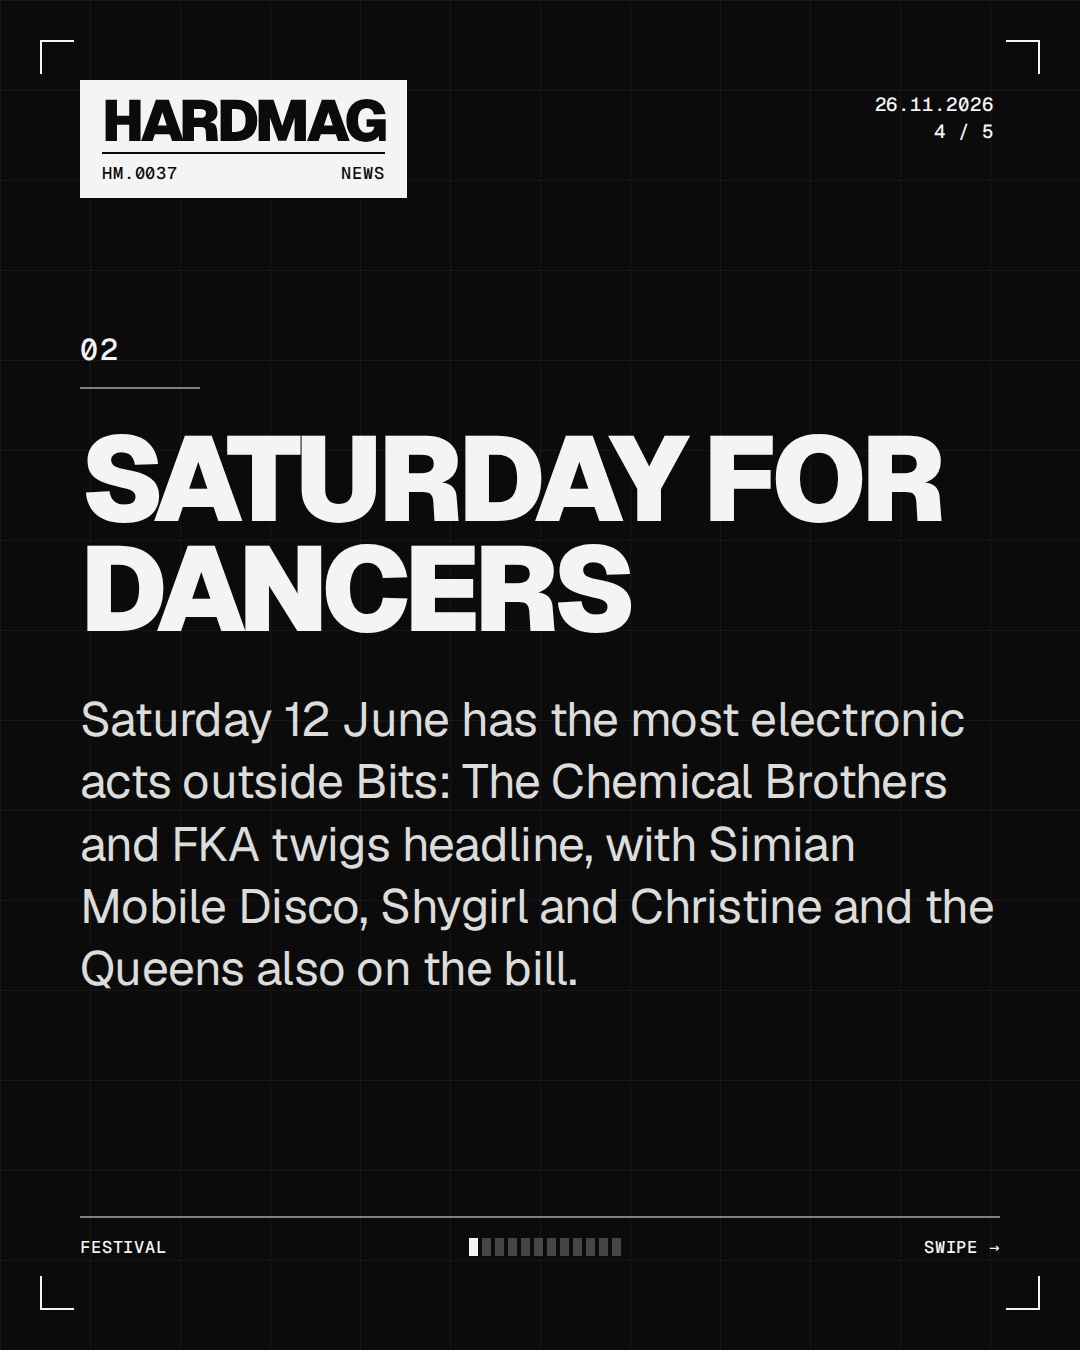 HARDMAG
HM.0037 NEWS
26.11.2026
4 / 5
02
SATURDAY FOR
DANCERS
Saturday 12 June has the most electronic
acts outside Bits: The Chemical Brothers
and FKA twigs headline, with Simian
Mobile Disco, Shygirl and Christine and the
Queens also on the bill.
FESTIVAL
SWIPE →